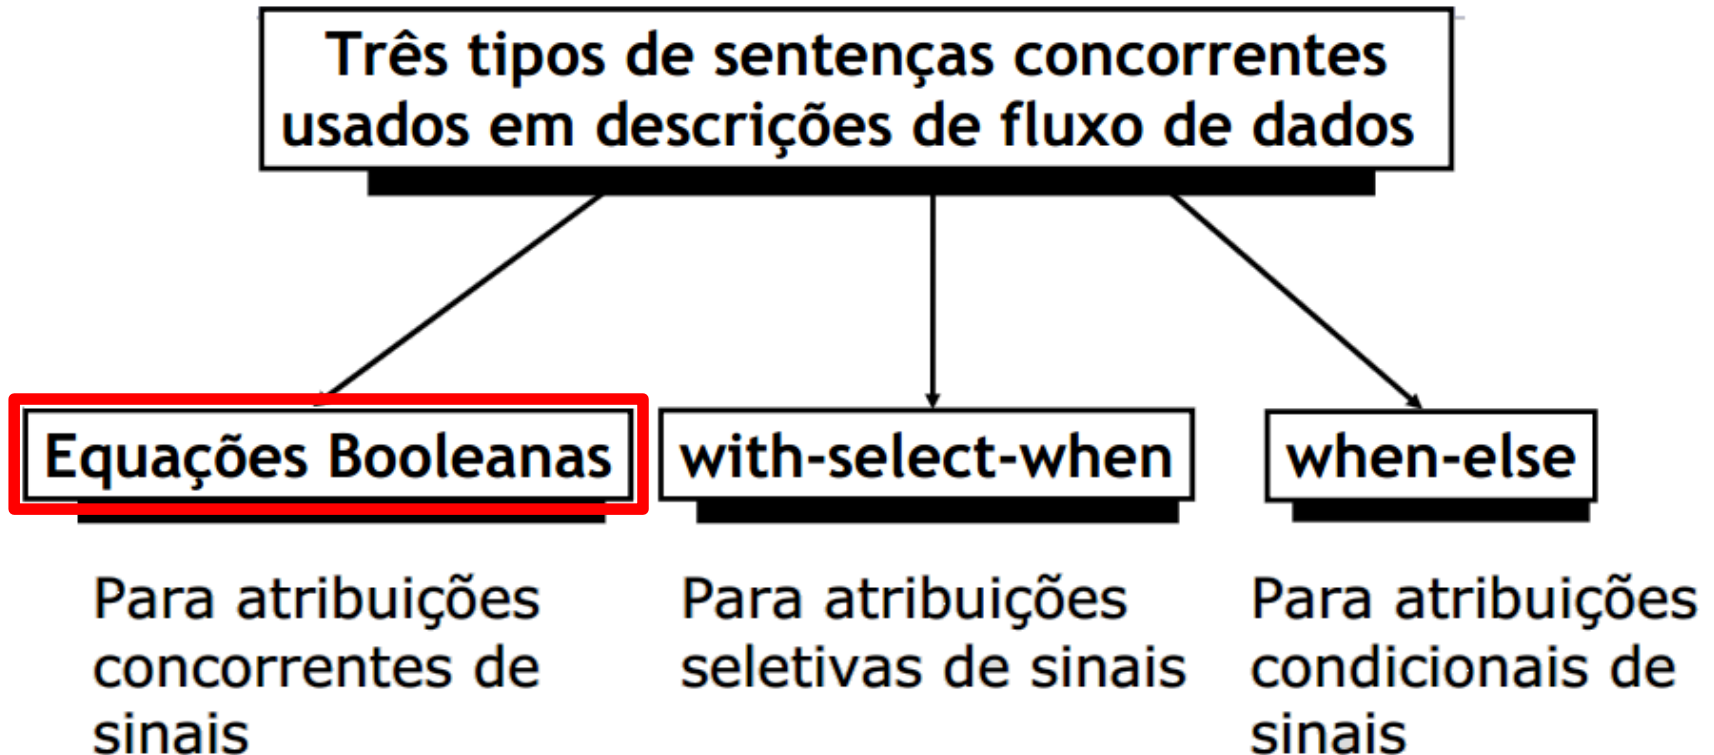 Três tipos de sentenças concorrentes
usados em descrições de fluxo de dados
Equações Booleanas
with-select-when
when-else
Para atribuições
concorrentes de
sinais
Para atribuições
seletivas de sinais
Para atribuições
condicionais de
sinais